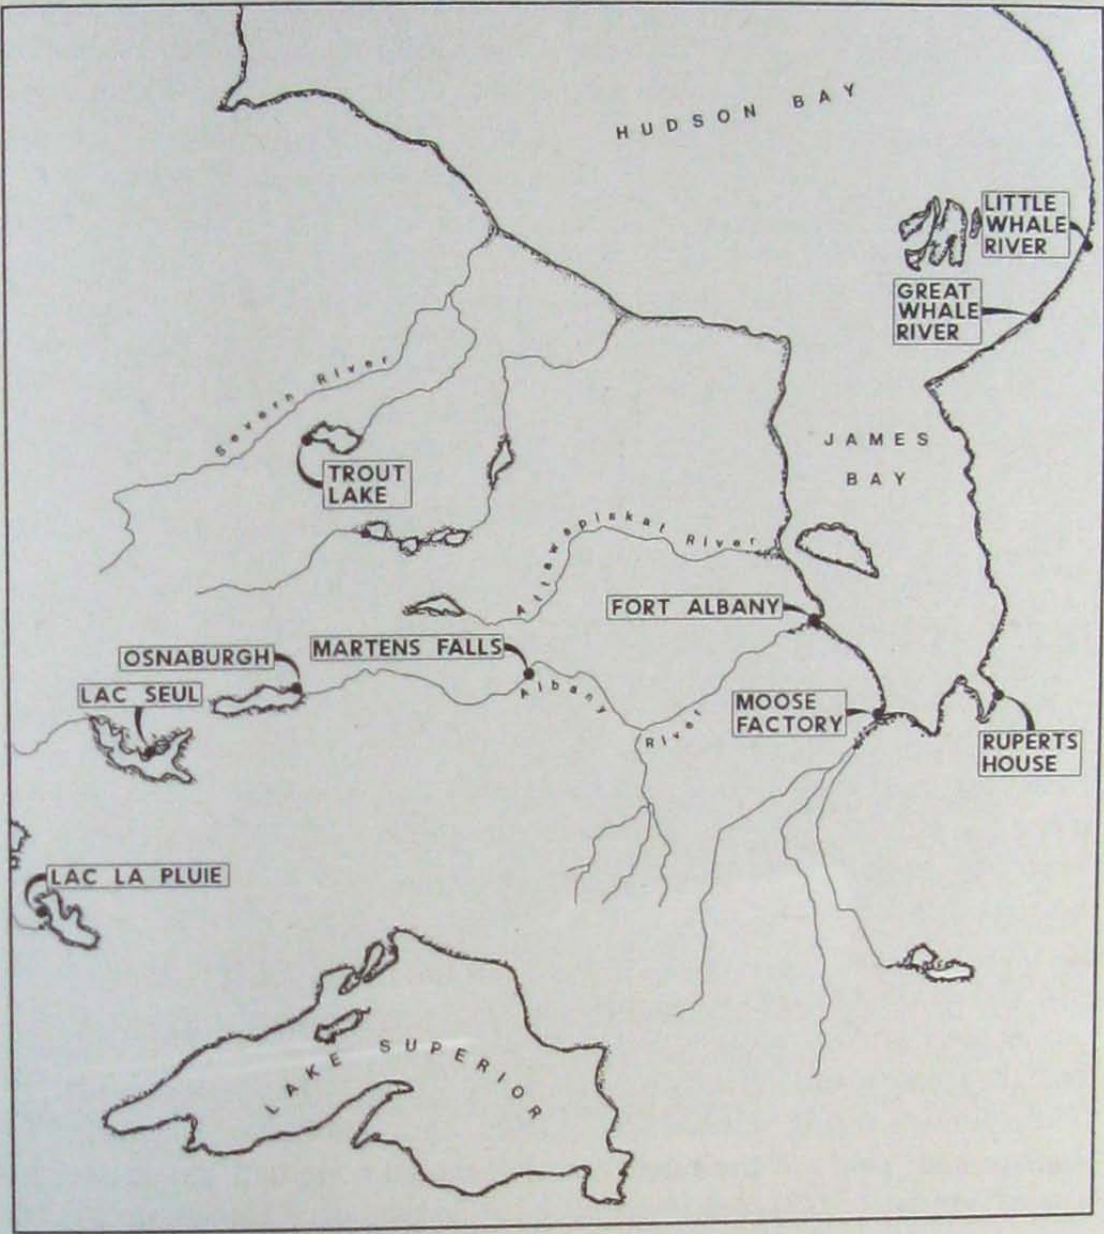 HUDSON BAY
LITTLE
WHALE
RIVER
GREAT
WHALE
RIVER
Severn River
JAMES
BAY
TROUT
LAKE
Attawapiskat River
FORT ALBANY
MARTENS FALLS
OSNABURGH
LAC SEUL
Albany
River
MOOSE
FACTORY
RUPERTS
HOUSE
LAC LA PLUIE
LAKE SUPERIOR